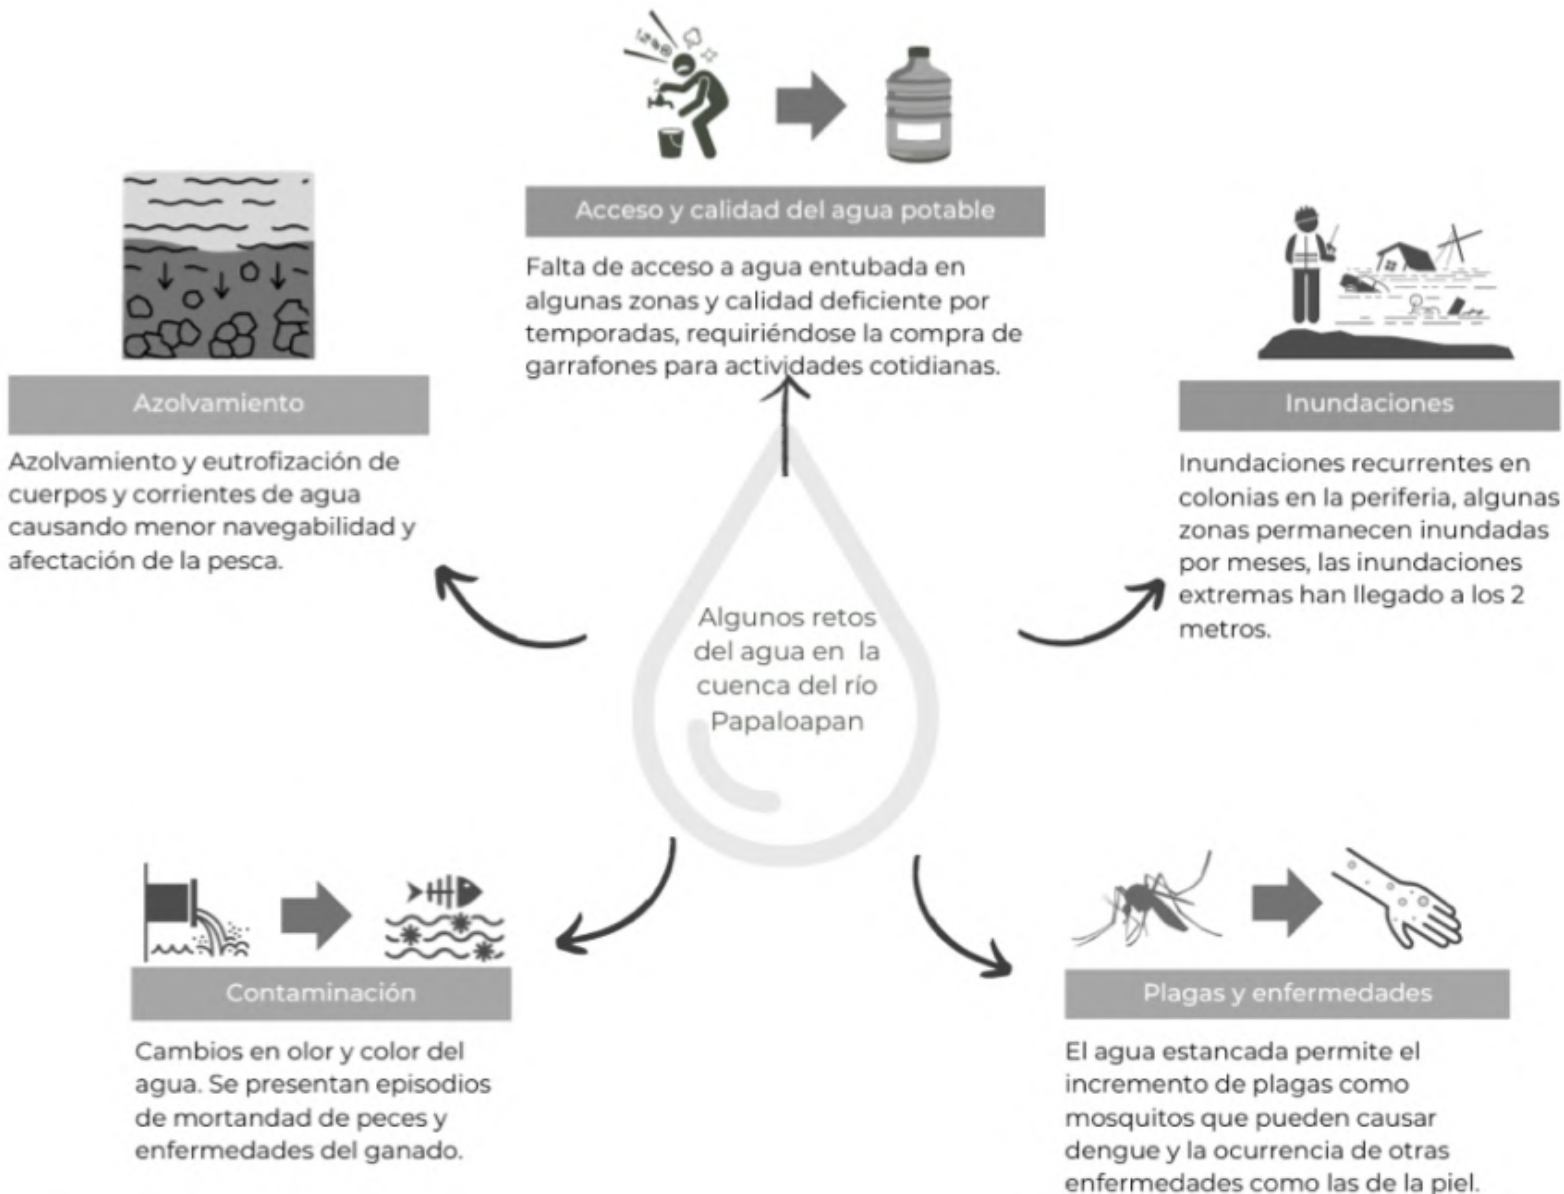 Acceso y calidad del agua potable
Falta de acceso a agua entubada en
algunas zonas y calidad deficiente por
temporadas, requiriéndose la compra de
garrafones para actividades cotidianas.
Azolvamiento
Azolvamiento y eutrofización de
cuerpos y corrientes de agua
causando menor navegabilidad y
afectación de la pesca.
Inundaciones
Inundaciones recurrentes en
colonias en la periferia, algunas
zonas permanecen inundadas
por meses, las inundaciones
extremas han llegado a los 2
metros.
Algunos retos
del agua en la
cuenca del río
Papaloapan
Contaminación
Cambios en olor y color del
agua. Se presentan episodios
de mortandad de peces y
enfermedades del ganado.
Plagas y enfermedades
El agua estancada permite el
incremento de plagas como
mosquitos que pueden causar
dengue y la ocurrencia de otras
enfermedades como las de la piel.